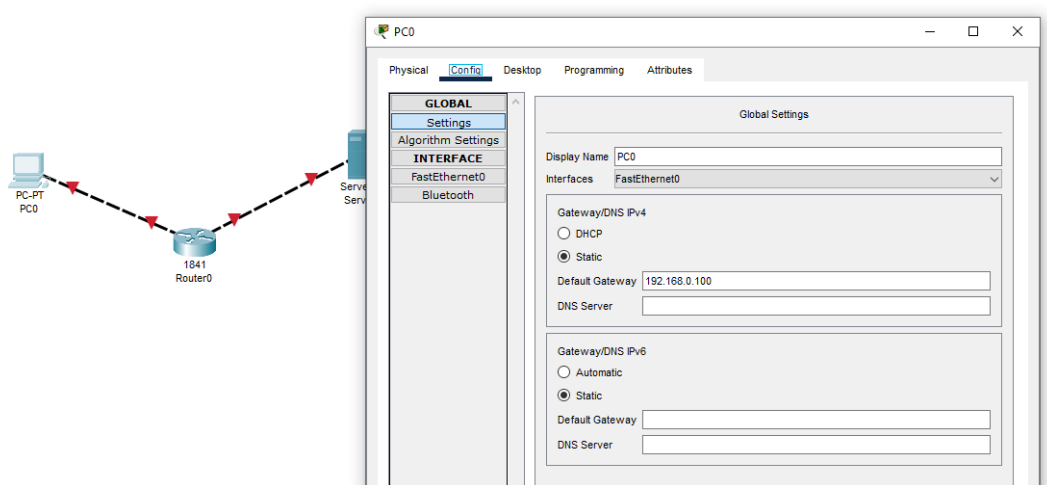 PC0
Physical Config Desktop Programming Attributes
GLOBAL
Settings
Algorithm Settings
INTERFACE
FastEthernet0
Bluetooth
Global Settings
Display Name PC0
Interfaces FastEthernet0
Gateway/DNS IPv4
DHCP
Static
Default Gateway 192.168.0.100
DNS Server
Gateway/DNS IPv6
Automatic
Static
Default Gateway
DNS Server
PC-PT
PC0
1841
Router0
Serve
Serv